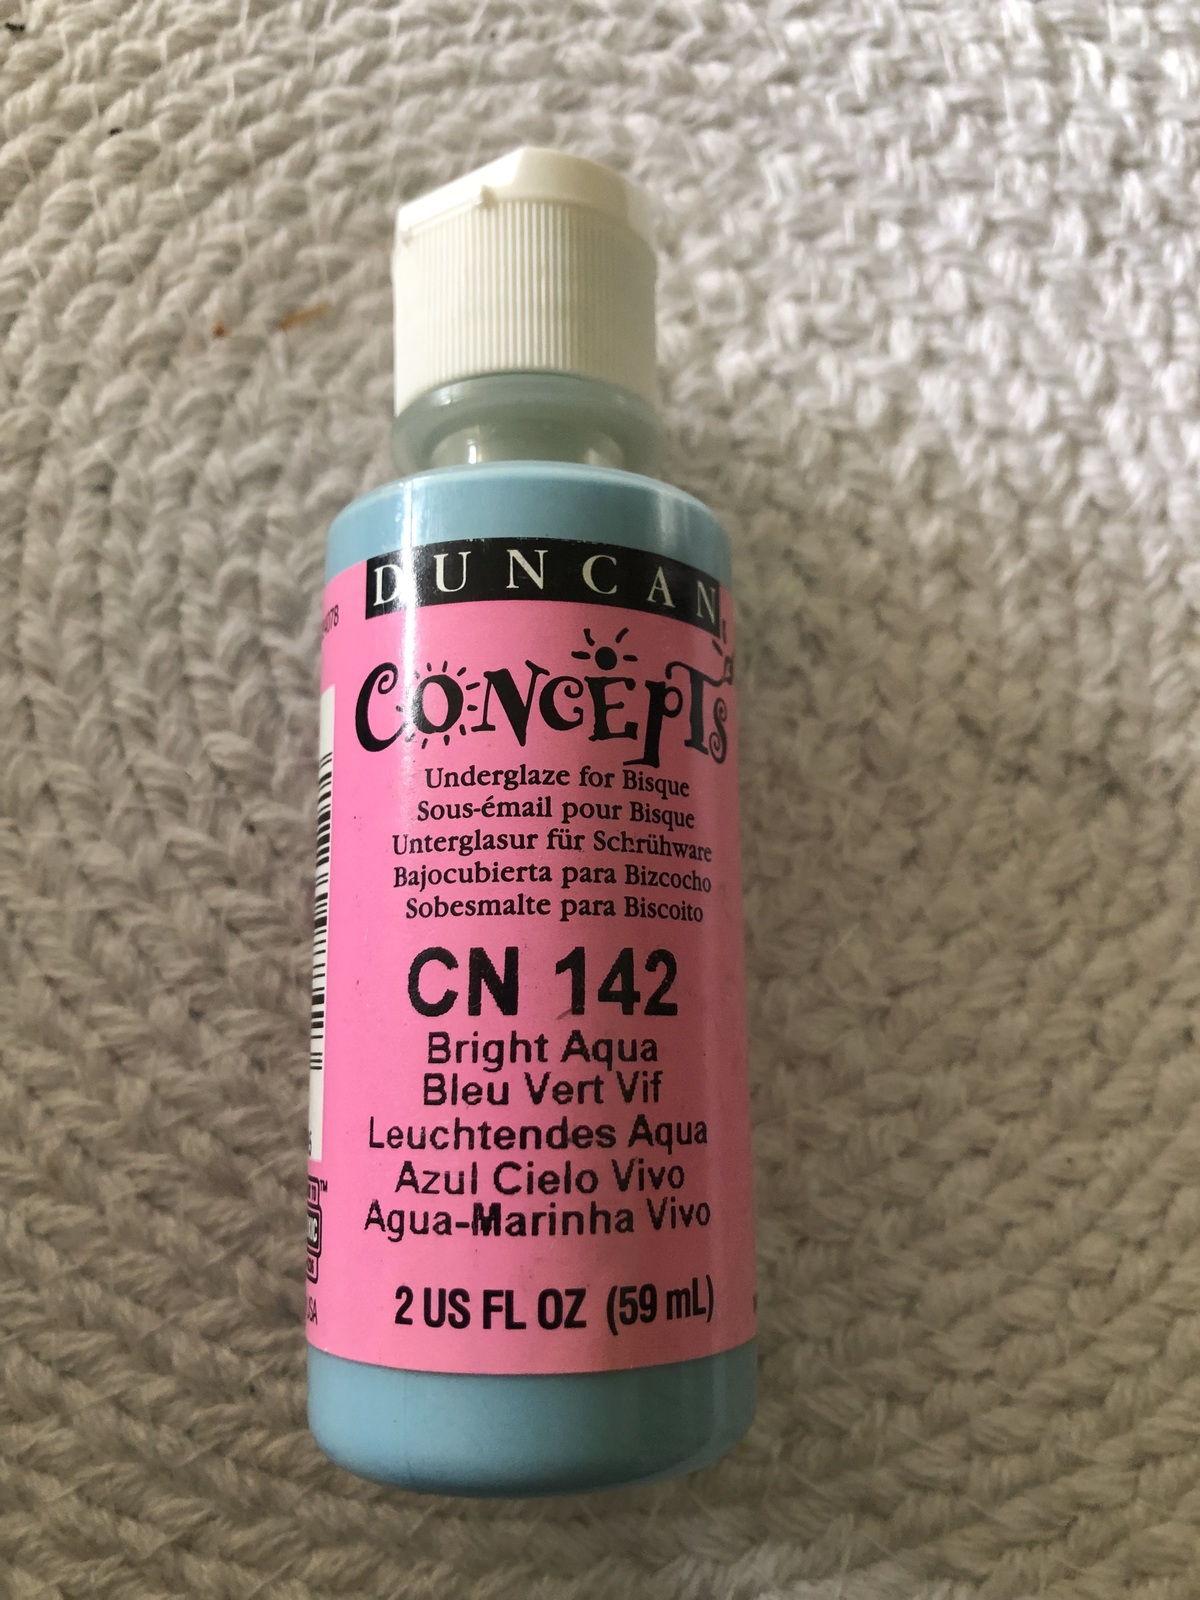 DUNCAN
CONCEPTS
Underglaze for Bisque
Sous-émail pour Bisque
Unterglasur für Schrühware
Bajocubierta para Bizcocho
Sobesmalte para Biscoito
CN 142
Bright Aqua
Bleu Vert Vif
Leuchtendes Aqua
Azul Cielo Vivo
Agua-Marinha Vivo
2 US FL OZ (59 mL)